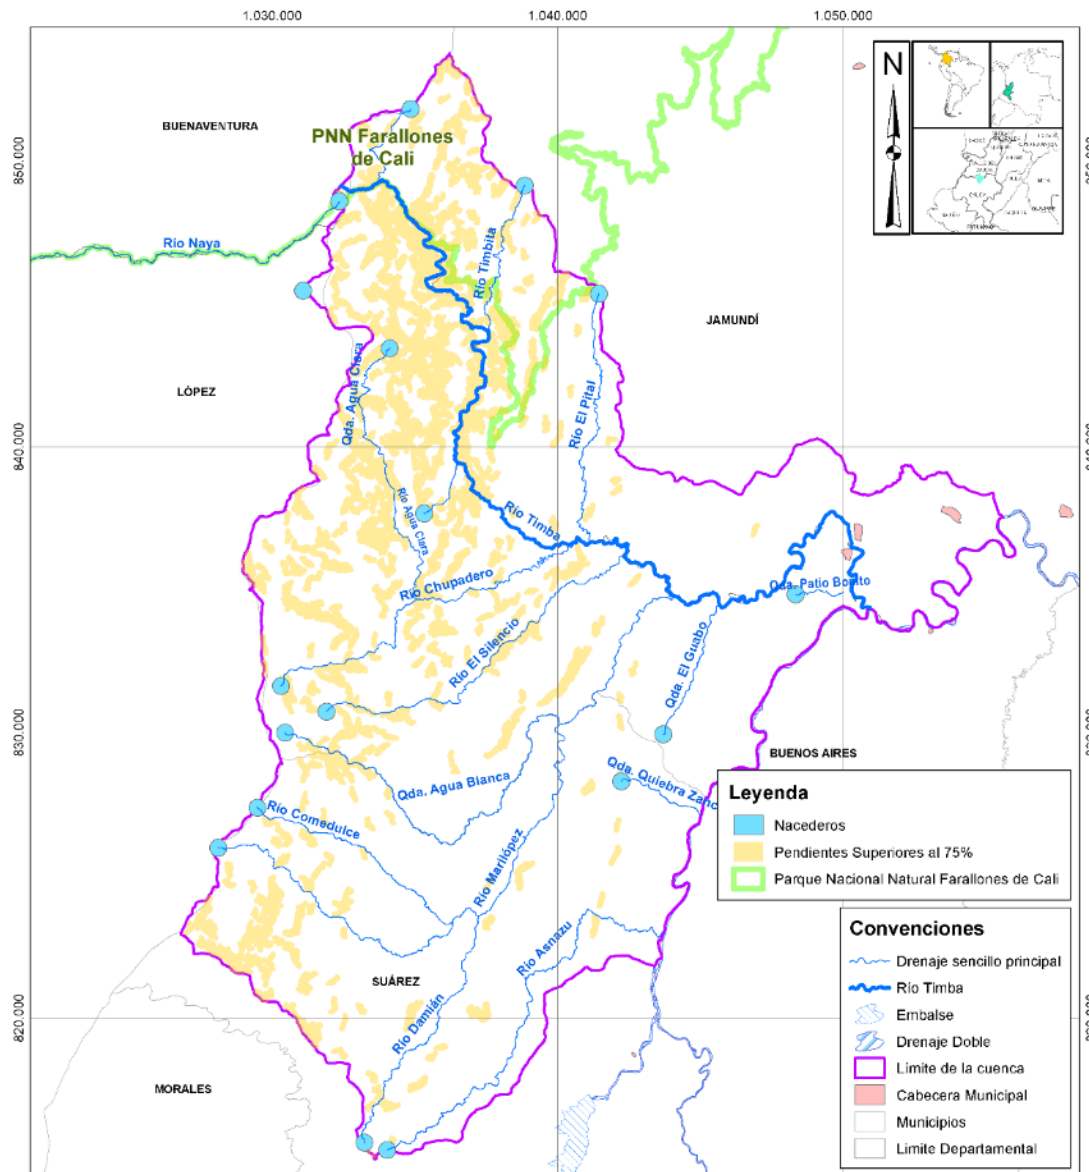 1.030.000
1.040.000
1.050.000
BUENAVENTURA
PNN Farallones
de Cali
N
850.000
Río Naya
Río Timbita
JAMUNDÍ
LÓPEZ
Qda. Agua Clara
Río El Pital
840.000
Río Agua Clara
Río Timba
Río Chupadero
Qda. Patio Bonito
Río El Silencio
Qda. El Guabo
830.000
BUENOS AIRES
Qda. Agua Blanca
Qda. Quiebra Zanc
Río Comedulce
Río Marilópez
Río Asnazu
SUÁREZ
820.000
Río Damián
MORALES
Leyenda
Nacederos
Pendientes Superiores al 75%
Parque Nacional Natural Farallones de Cali
Convenciones
Drenaje sencillo principal
Río Timba
Embalse
Drenaje Doble
Limite de la cuenca
Cabecera Municipal
Municipios
Limite Departamental